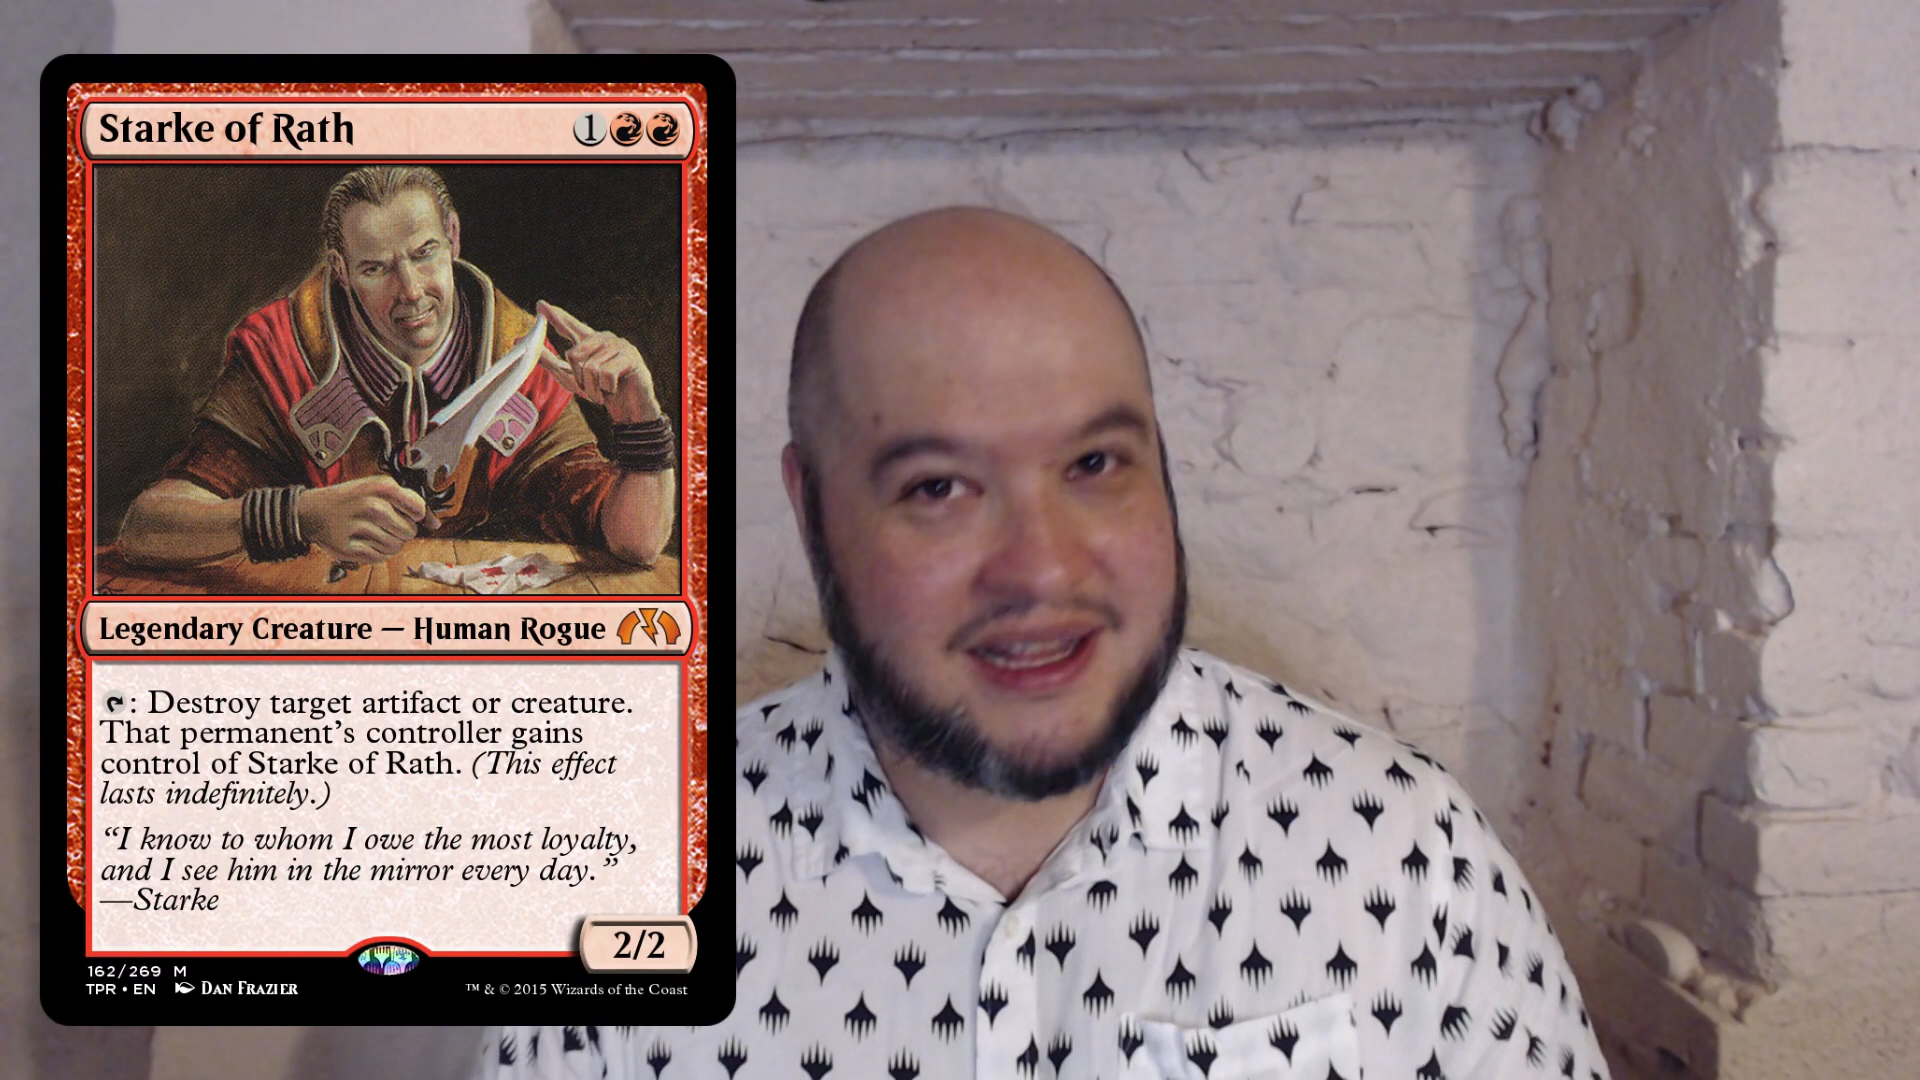 Starke of Rath 1
Legendary Creature — Human Rogue
: Destroy target artifact or creature.
That permanent's controller gains
control of Starke of Rath. (This effect
lasts indefinitely.)
“I know to whom I owe the most loyalty,
and I see him in the mirror every day.”
—Starke
2/2
162/269 M
TPR • EN DAN FRAZIER
™ & © 2015 Wizards of the Coast